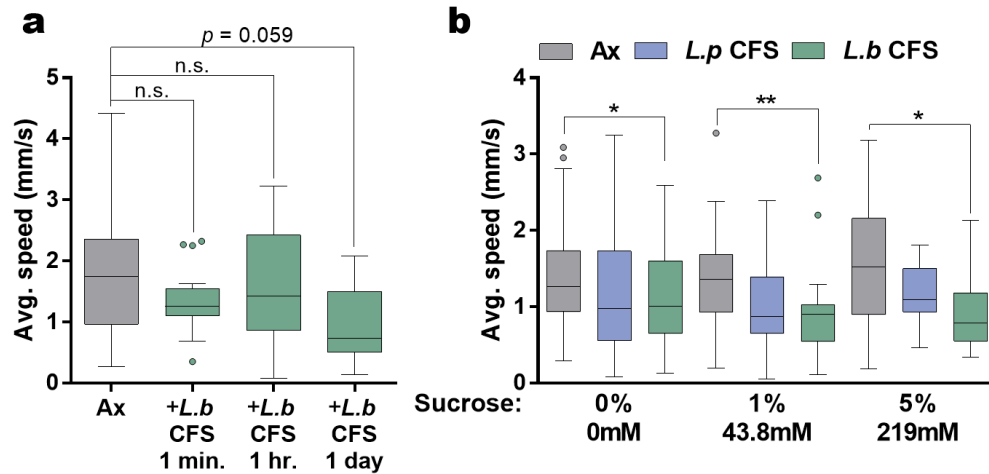 a
p = 0.059
n.s.
n.s.
Avg. speed (mm/s)
5
4
3
2
1
0
Ax
+L.b
CFS
1 min.
+L.b
CFS
1 hr.
+L.b
CFS
1 day
b
Ax L.p CFS L.b CFS
* ** *
Avg. speed (mm/s)
4
3
2
1
0
Sucrose: 0% 1% 5%
0mM 43.8mM 219mM